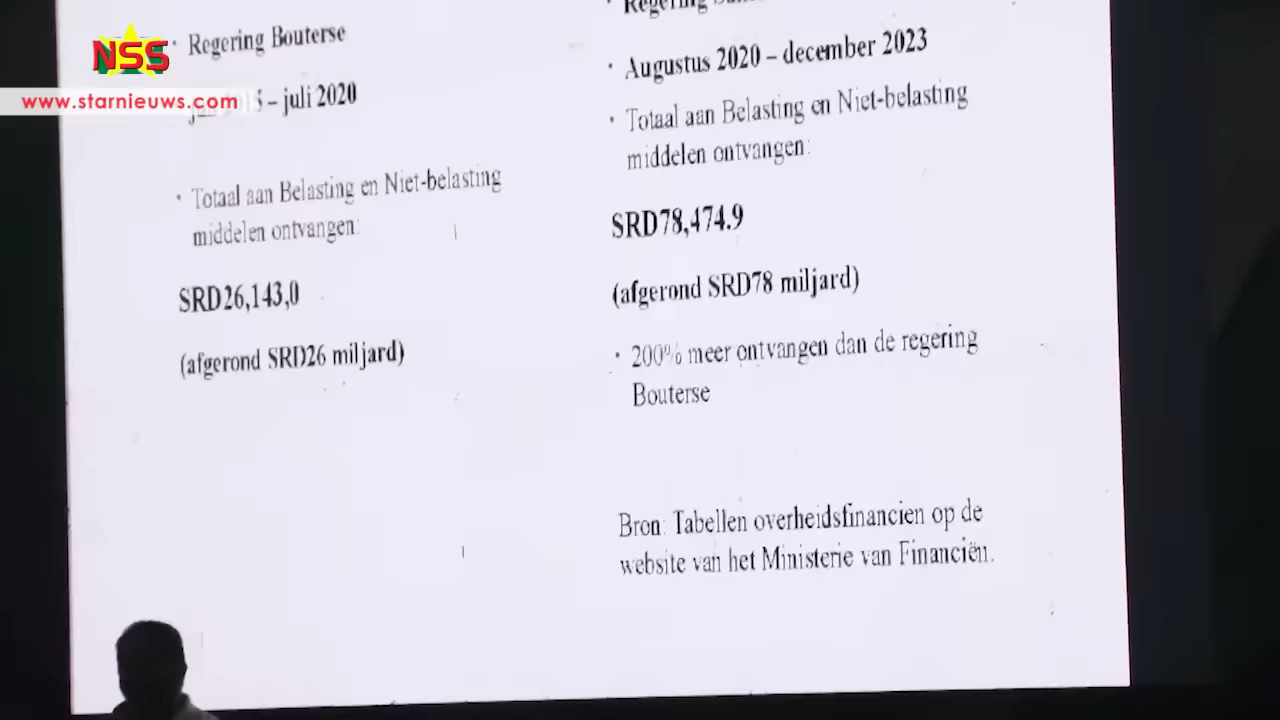 NSS
www.starnieuws.com
Regering Bouterse
– juli 2020
· Totaal aan Belasting en Niet-belasting
middelen ontvangen:
SRD26,143,0
(afgerond SRD26 miljard)
· Regering
· Augustus 2020 – december 2023
· Totaal aan Belasting en Niet-belasting
middelen ontvangen:
SRD78,474.9
(afgerond SRD78 miljard)
· 200% meer ontvangen dan de regering
Bouterse
Bron: Tabellen overheidsfinancien op de
website van het Ministerie van Financiën.